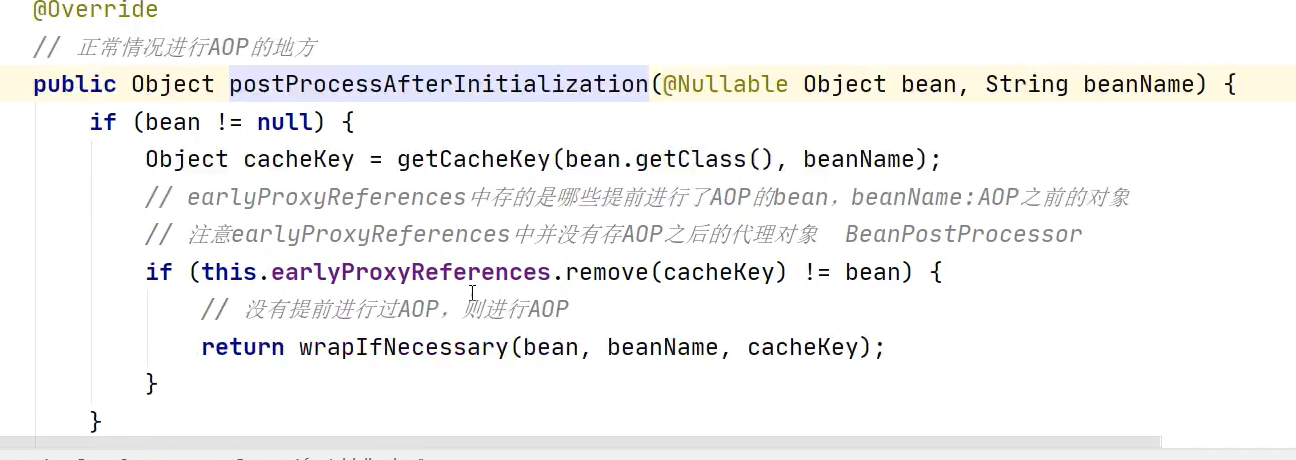 @Override
// 正常情况进行AOP的地方
public Object postProcessAfterInitialization(@Nullable Object bean, String beanName) {
if (bean != null) {
Object cacheKey = getCacheKey(bean.getClass(), beanName);
// earlyProxyReferences中存的是哪些提前进行了AOP的bean，beanName:AOP之前的对象
// 注意earlyProxyReferences中并没有存AOP之后的代理对象  BeanPostProcessor
if (this.earlyProxyReferences.remove(cacheKey) != bean) {
// 没有提前进行过AOP，则进行AOP
return wrapIfNecessary(bean, beanName, cacheKey);
}
}